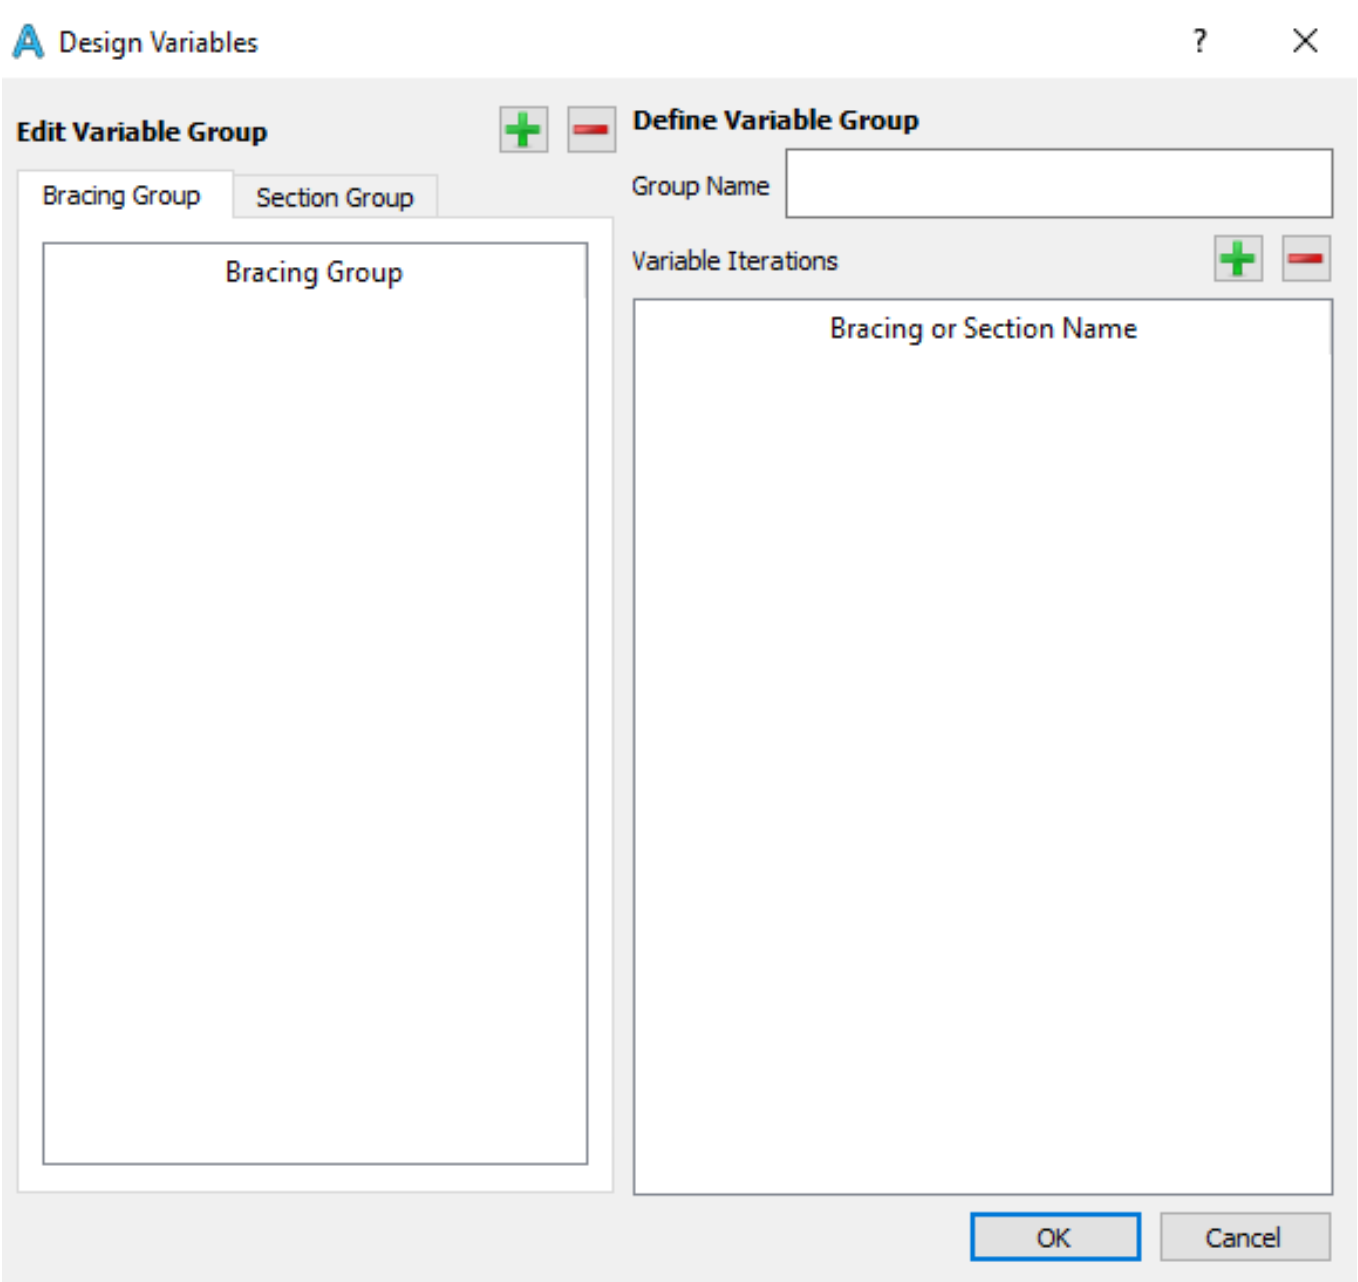 Design Variables
?
Edit Variable Group
Define Variable Group
Group Name
Bracing Group
Section Group
Variable Iterations
Bracing Group
Bracing or Section Name
OK
Cancel